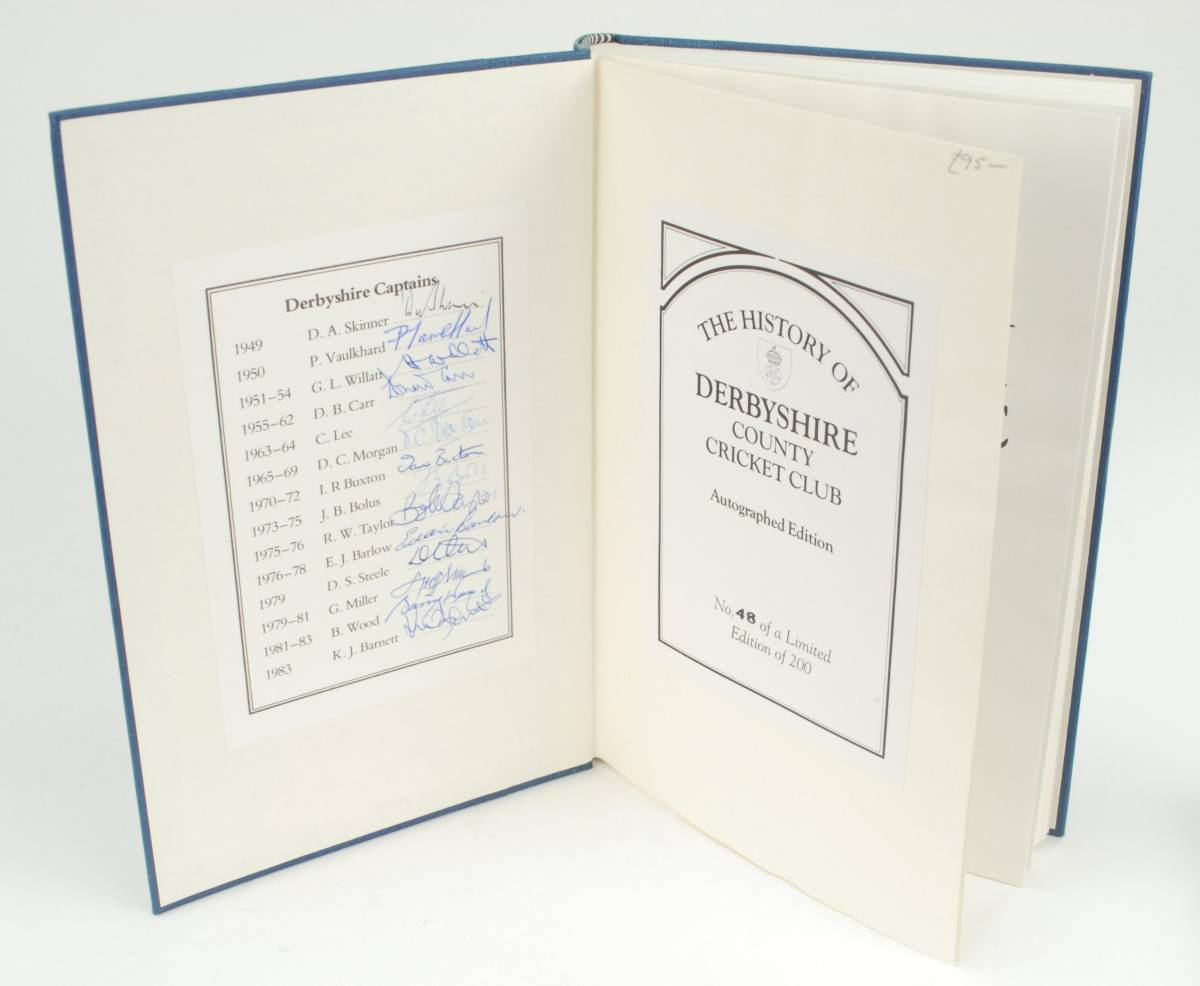 Derbyshire Captains
1949 D. A. Skinner
1950 P. Vaulkhard
1951–54 G. L. Willatt
1955–62 D. B. Carr
1963–64 C. Lee
1965–69 D. C. Morgan
1970–72 I. R Buxton
1973–75 J. B. Bolus
1975–76 R. W. Taylor
1976–78 E. J. Barlow
1979 D. S. Steele
1979–81 G. Miller
1981–83 B. Wood
1983 K. J. Barnett
£95—
THE HISTORY OF
DERBYSHIRE
COUNTY
CRICKET CLUB
Autographed Edition
No. 48 of a Limited
Edition of 200